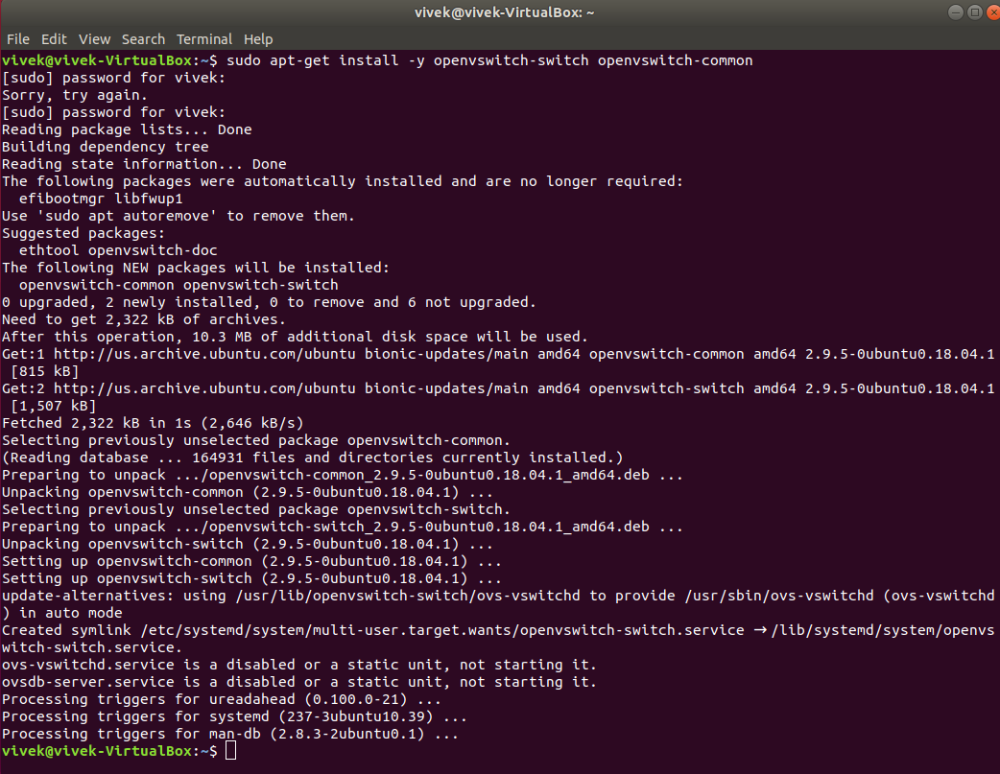 vivek@vivek-VirtualBox: ~
File Edit View Search Terminal Help
vivek@vivek-VirtualBox:~$ sudo apt-get install -y openvswitch-switch openvswitch-common
[sudo] password for vivek:
Sorry, try again.
[sudo] password for vivek:
Reading package lists... Done
Building dependency tree
Reading state information... Done
The following packages were automatically installed and are no longer required:
  efibootmgr libfwup1
Use 'sudo apt autoremove' to remove them.
Suggested packages:
  ethtool openvswitch-doc
The following NEW packages will be installed:
  openvswitch-common openvswitch-switch
0 upgraded, 2 newly installed, 0 to remove and 6 not upgraded.
Need to get 2,322 kB of archives.
After this operation, 10.3 MB of additional disk space will be used.
Get:1 http://us.archive.ubuntu.com/ubuntu bionic-updates/main amd64 openvswitch-common amd64 2.9.5-0ubuntu0.18.04.1
 [815 kB]
Get:2 http://us.archive.ubuntu.com/ubuntu bionic-updates/main amd64 openvswitch-switch amd64 2.9.5-0ubuntu0.18.04.1
 [1,507 kB]
Fetched 2,322 kB in 1s (2,646 kB/s)
Selecting previously unselected package openvswitch-common.
(Reading database ... 164931 files and directories currently installed.)
Preparing to unpack .../openvswitch-common_2.9.5-0ubuntu0.18.04.1_amd64.deb ...
Unpacking openvswitch-common (2.9.5-0ubuntu0.18.04.1) ...
Selecting previously unselected package openvswitch-switch.
Preparing to unpack .../openvswitch-switch_2.9.5-0ubuntu0.18.04.1_amd64.deb ...
Unpacking openvswitch-switch (2.9.5-0ubuntu0.18.04.1) ...
Setting up openvswitch-common (2.9.5-0ubuntu0.18.04.1) ...
Setting up openvswitch-switch (2.9.5-0ubuntu0.18.04.1) ...
update-alternatives: using /usr/lib/openvswitch-switch/ovs-vswitchd to provide /usr/sbin/ovs-vswitchd (ovs-vswitchd
) in auto mode
Created symlink /etc/systemd/system/multi-user.target.wants/openvswitch-switch.service → /lib/systemd/system/openvs
witch-switch.service.
ovs-vswitchd.service is a disabled or a static unit, not starting it.
ovsdb-server.service is a disabled or a static unit, not starting it.
Processing triggers for ureadahead (0.100.0-21) ...
Processing triggers for systemd (237-3ubuntu10.39) ...
Processing triggers for man-db (2.8.3-2ubuntu0.1) ...
vivek@vivek-VirtualBox:~$